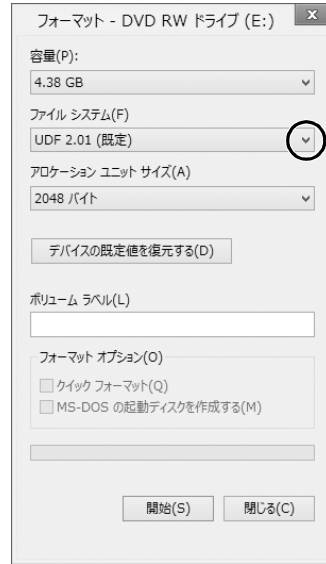 フォーマット - DVD RW ドライブ (E:)
x
容量(P):
4.38 GB
ファイル システム(F)
UDF 2.01 (既定)
アロケーション ユニット サイズ(A)
2048 バイト
デバイスの既定値を復元する(D)
ボリューム ラベル(L)
フォーマット オプション(O)
クイック フォーマット(Q)
MS-DOS の起動ディスクを作成する(M)
開始(S) 閉じる(C)